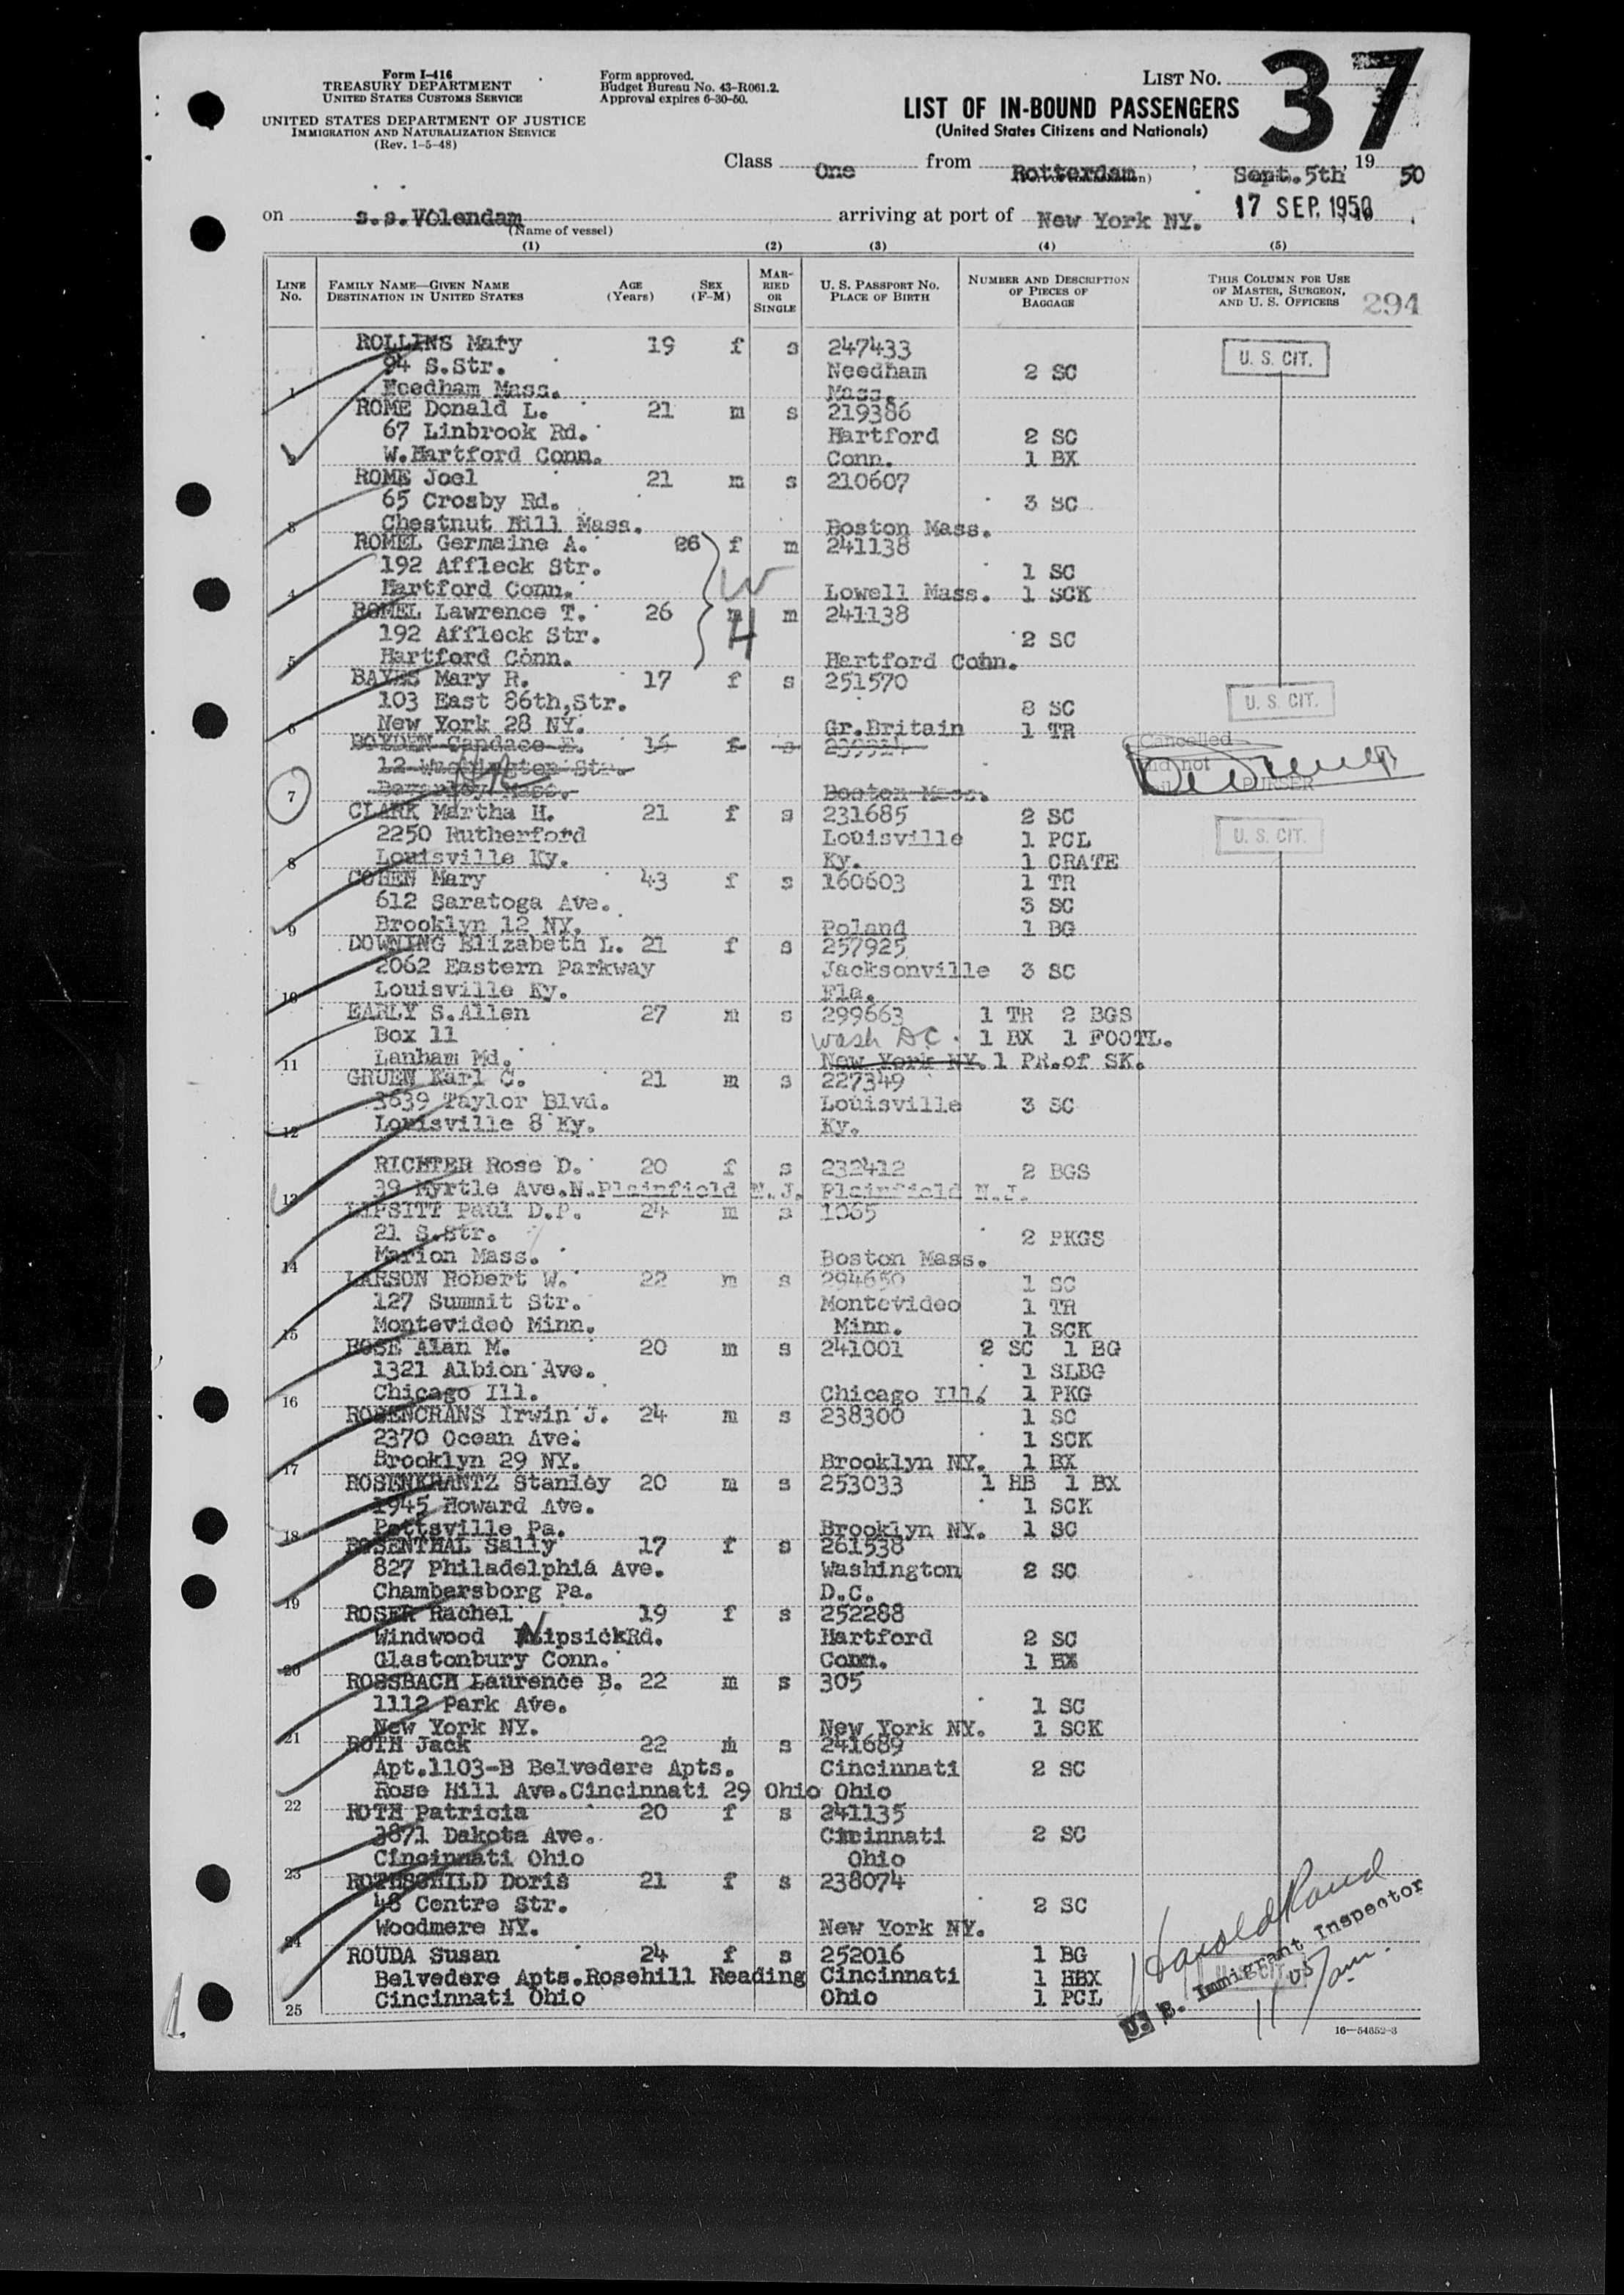 Form I-416
TREASURY DEPARTMENT
UNITED STATES CUSTOMS SERVICE
UNITED STATES DEPARTMENT OF JUSTICE
IMMIGRATION AND NATURALIZATION SERVICE
(Rev. 1-5-48)
Form approved.
Budget Bureau No. 43-R061.2.
Approval expires 6-30-50.
LIST No. 37
LIST OF IN-BOUND PASSENGERS
(United States Citizens and Nationals)
Class One from Rotterdam, Sept. 5th, 19 50
on s.s. VOlendam arriving at port of New York NY. 17 SEP. 1950
(Name of vessel)
(1) (2) (3) (4) (5)
LINE No. FAMILY NAME—GIVEN NAME DESTINATION IN UNITED STATES AGE (Years) SEX (F-M) MARRIED OR SINGLE U. S. PASSPORT NO. PLACE OF BIRTH NUMBER AND DESCRIPTION OF PIECES OF BAGGAGE THIS COLUMN FOR USE OF MASTER, SURGEON, AND U. S. OFFICERS 294
ROLLINS Mary 19 f s 247433 U. S. CIT.
94 S.Str. Needham 2 SC
1 Needham Mass. Mass.
ROME Donald L. 21 m s 219386
67 Linbrook Rd. Hartford 2 SC
2 W.Hartford Conn. Conn. 1 BX
ROME Joel 21 m s 210607
65 Crosby Rd. 3 SC
3 Chestnut Hill Mass. Boston Mass.
ROMEL Germaine A. 26 f m 241138
192 Affleck Str. W 1 SC
4 Hartford Conn. Lowell Mass. 1 SCK
ROMEL Lawrence T. 26 m m 241138
192 Affleck Str. H 2 SC
5 Hartford Conn. Hartford Conn.
BAYES Mary R. 17 f s 251570 U. S. CIT.
103 East 86th,Str. 2 SC
6 New York 28 NY. Gr.Britain 1 TR
BOYDEN Candace E. 16 f s Cancelled
12 Washington Str. did not
7 Mass. Boston Mass. PURSER
CLARK Martha H. 21 f s 231685 2 SC U. S. CIT.
2250 Rutherford Louisville 1 PCL
8 Louisville Ky. Ky. 1 CRATE
COHEN Mary 43 f s 160603 1 TR
612 Saratoga Ave. 3 SC
9 Brooklyn 12 NY. Poland 1 BG
DOWNING Elizabeth L. 21 f s 257925
2062 Eastern Parkway Jacksonville 3 SC
10 Louisville Ky. Fla.
EARLY S.Allen 27 m s 299663 1 TR 2 BGS
Box 11 Wash DC. 1 BX 1 FOOTL.
11 Lanham Md. New York NY. 1 PR.of SK.
GRUEN Karl C. 21 m s 227349
3639 Taylor Blvd. Louisville 3 SC
12 Louisville 8 Ky. Ky.
RICHTER Rose D. 20 f s 232412 2 BGS
13 39 Myrtle Ave.N.Plainfield N.J. Plainfield N.J.
LIPSITT Paul D.P. 24 m s 1065
21 S.Str. 2 PKGS
14 Marion Mass. Boston Mass.
LARSON Robert W. 22 m s 294650 1 SC
127 Summit Str. Montevideo 1 TR
15 Montevideo Minn. Minn. 1 SCK
ROSE Alan M. 20 m s 241001 2 SC 1 BG
1321 Albion Ave. 1 SLBG
16 Chicago Ill. Chicago Ill. 1 PKG
ROSENCRANS Irwin J. 24 m s 238300 1 SC
2370 Ocean Ave. 1 SCK
17 Brooklyn 29 NY. Brooklyn NY. 1 BX
ROSENKRANTZ Stanley 20 m s 253033 1 HB 1 BX
1945 Howard Ave. 1 SCK
18 Pottsville Pa. Brooklyn NY. 1 SC
ROSENTHAL Sally 17 f s 261538
827 Philadelphia Ave. Washington 2 SC
19 Chambersborg Pa. D.C.
ROSER Rachel 19 f s 252288
Windwood NipsickRd. Hartford 2 SC
20 Glastonbury Conn. Conn. 1 BX
ROSSBACH Laurence B. 22 m s 305
1112 Park Ave. 1 SC
21 New York NY. New York NY. 1 SCK
ROTH Jack 22 m s 241689
Apt.1103-B Belvedere Apts. Cincinnati 2 SC
22 Rose Hill Ave.Cincinnati 29 Ohio Ohio
ROTH Patricia 20 f s 241135
3871 Dakota Ave. Cincinnati 2 SC
23 Cincinnati Ohio Ohio
ROTHSCHILD Doris 21 f s 238074
48 Centre Str. 2 SC
24 Woodmere NY. New York NY.
ROUDA Susan 24 f s 252016 1 BG
Belvedere Apts.Rosehill Reading Cincinnati 1 HBX U. S. CIT.
25 Cincinnati Ohio Ohio 1 PCL
Harold Rand
U. S. Immigrant Inspector
16—54652-3